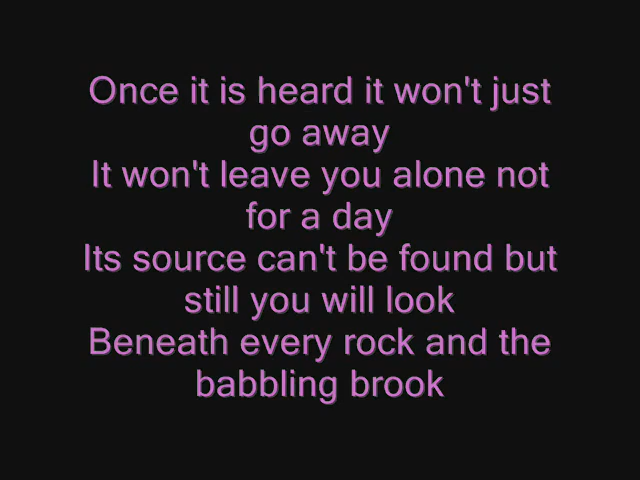 Once it is heard it won't just
go away
It won't leave you alone not
for a day
Its source can't be found but
still you will look
Beneath every rock and the
babbling brook